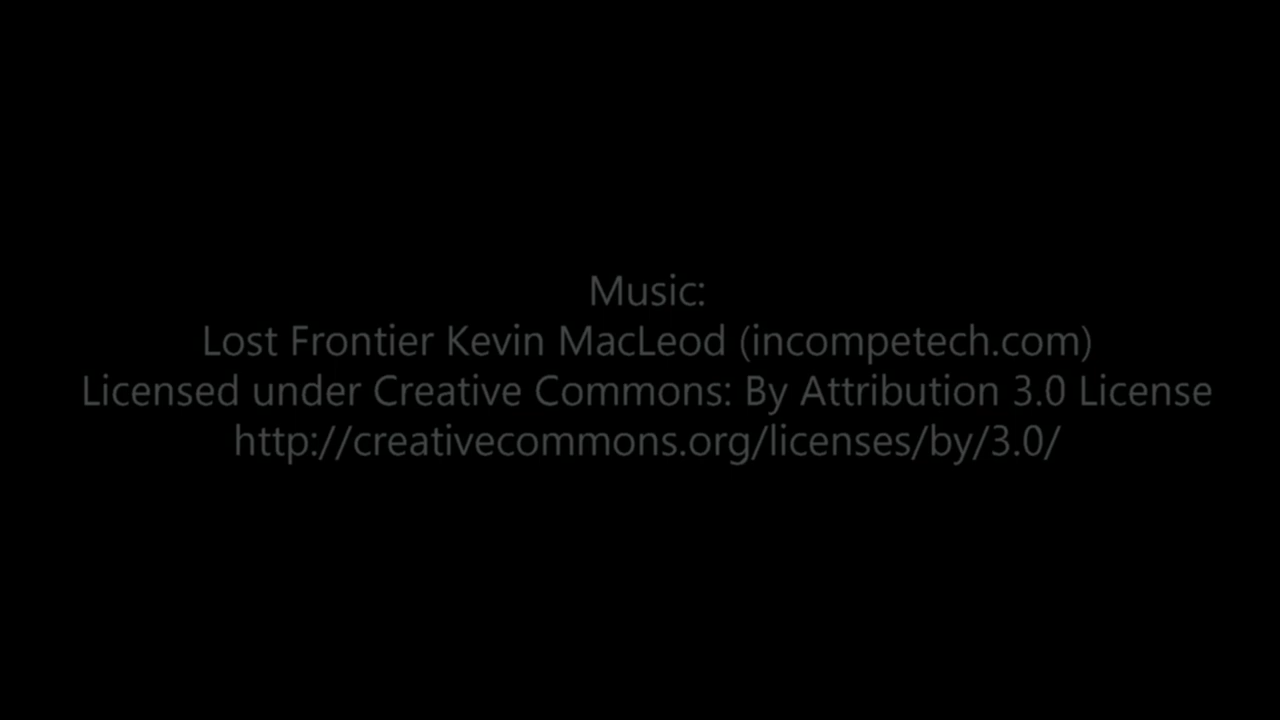 Music:
Lost Frontier Kevin MacLeod (incompetech.com)
Licensed under Creative Commons: By Attribution 3.0 License
http://creativecommons.org/licenses/by/3.0/